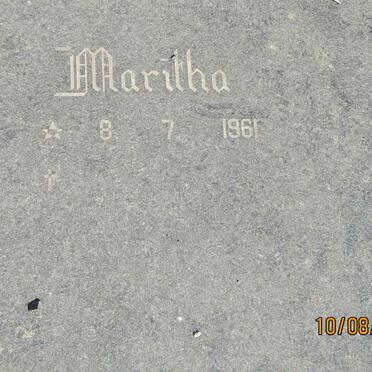 Maritha
☆ 8 7 1961
†
10/08/